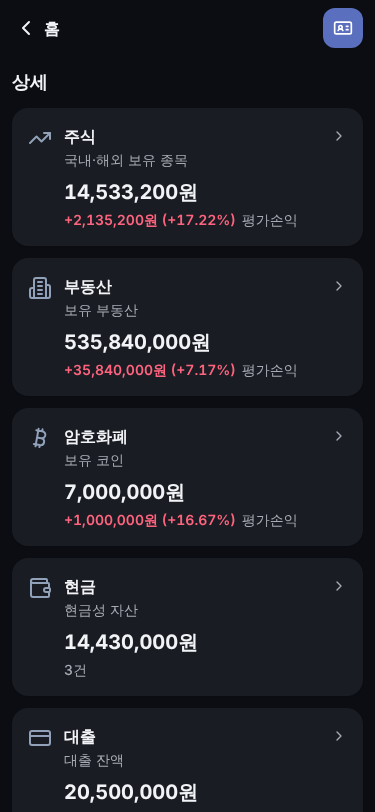 홈
상세
주식
국내·해외 보유 종목
14,533,200원
+2,135,200원 (+17.22%) 평가손익
부동산
보유 부동산
535,840,000원
+35,840,000원 (+7.17%) 평가손익
암호화폐
보유 코인
7,000,000원
+1,000,000원 (+16.67%) 평가손익
현금
현금성 자산
14,430,000원
3건
대출
대출 잔액
20,500,000원